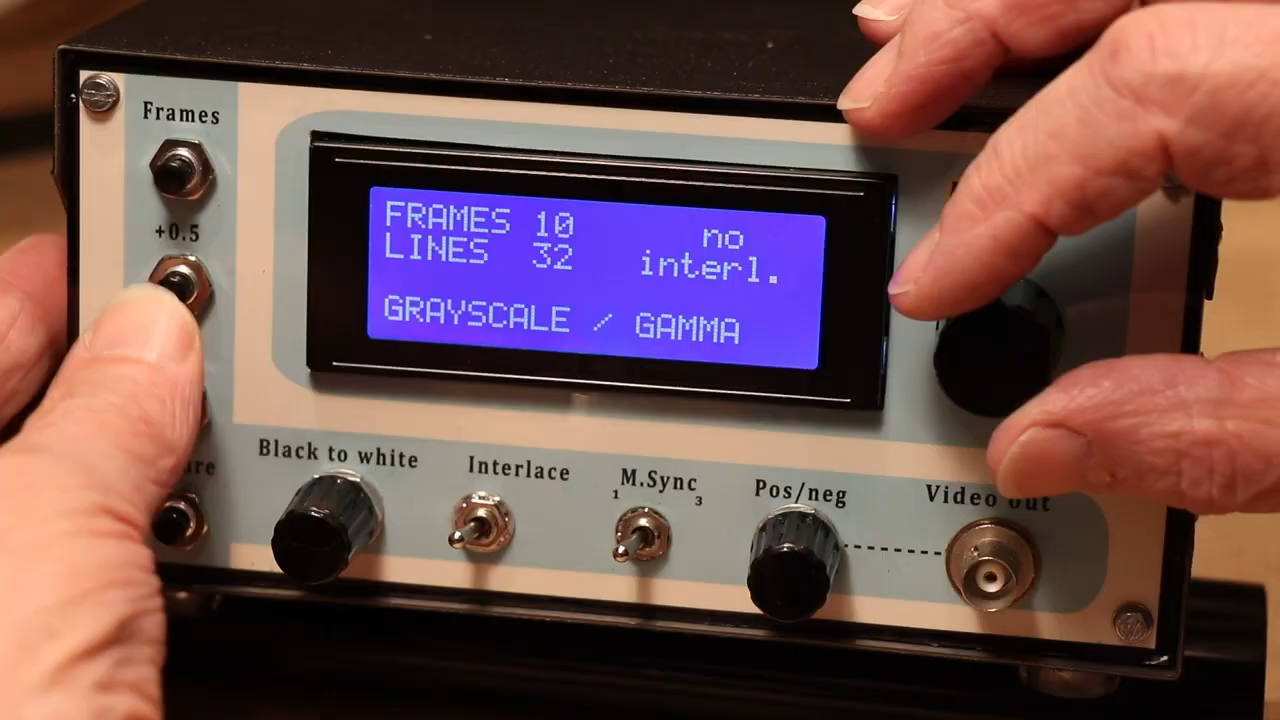 Frames
+0.5
FRAMES 10 no
LINES 32 interl.
GRAYSCALE / GAMMA
Black to white
Interlace
M.Sync
1 3
Pos/neg
Video out